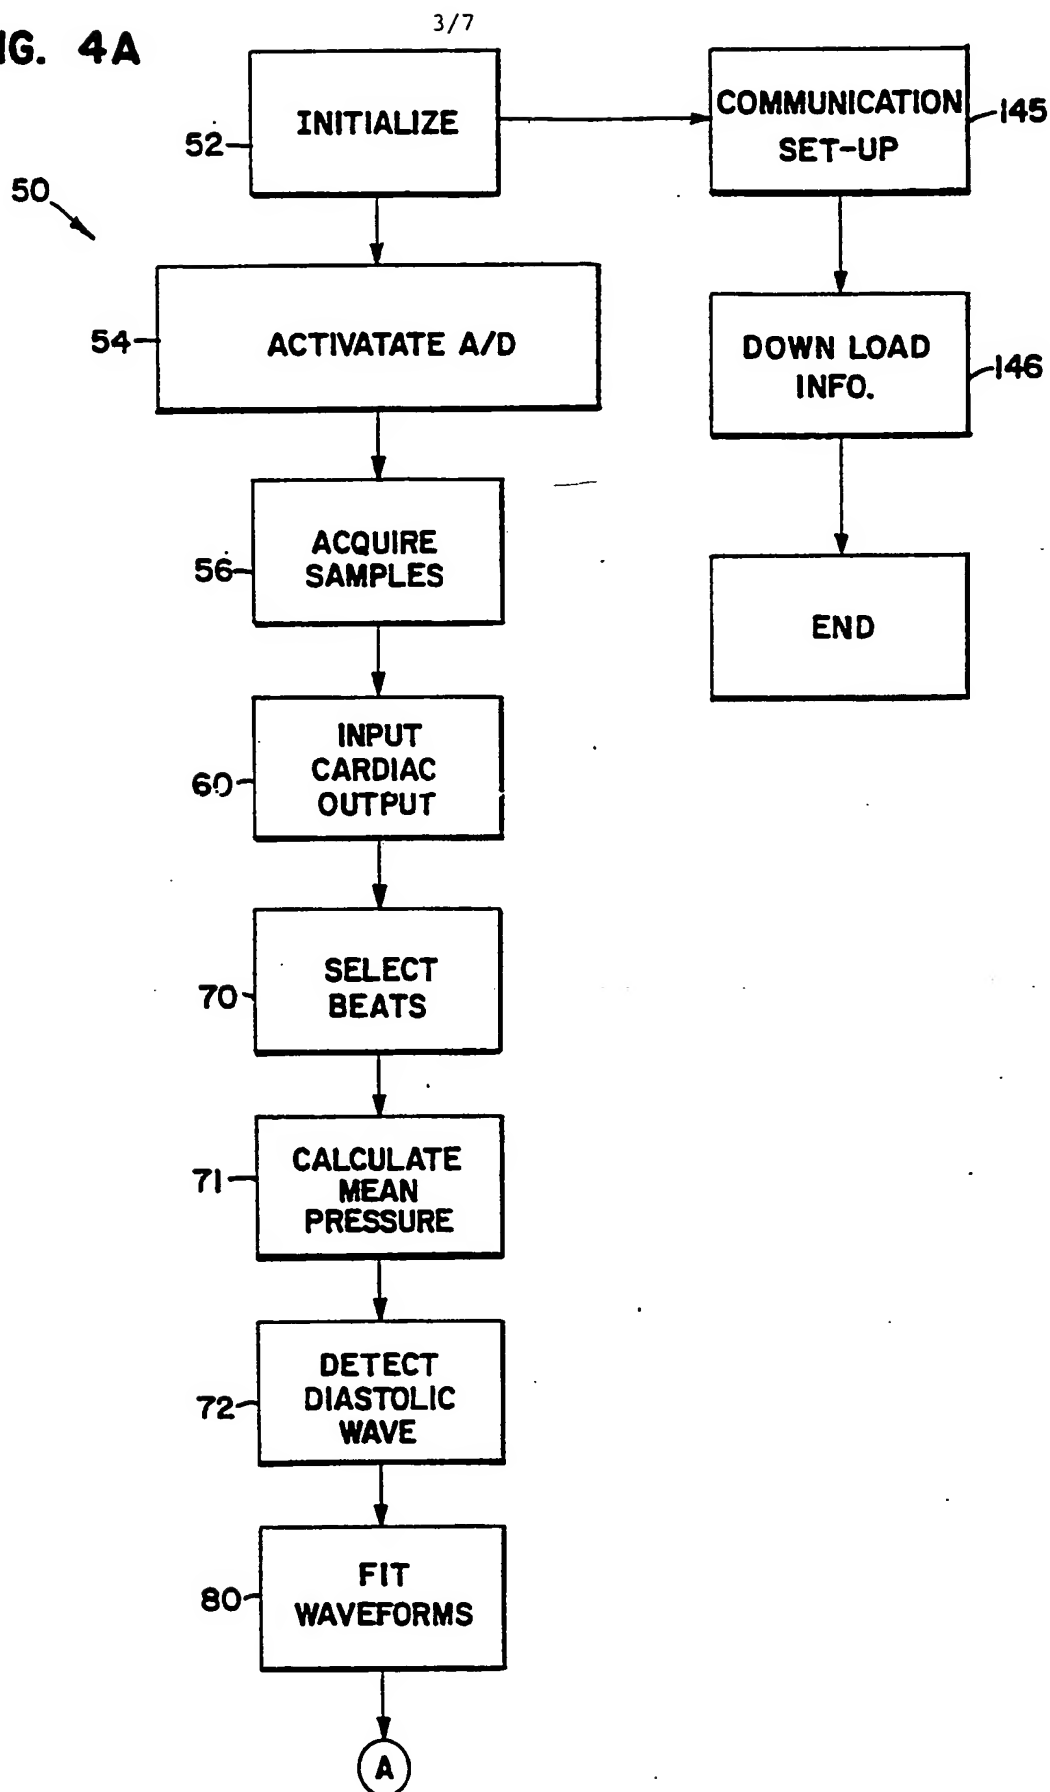 3/7
IG. 4A
50
INITIALIZE
52
COMMUNICATION
SET-UP
145
ACTIVATATE A/D
54
DOWN LOAD
INFO.
146
ACQUIRE
SAMPLES
56
END
INPUT
CARDIAC
OUTPUT
60
SELECT
BEATS
70
CALCULATE
MEAN
PRESSURE
71
DETECT
DIASTOLIC
WAVE
72
FIT
WAVEFORMS
80
A